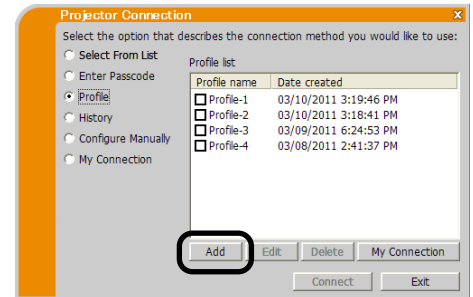 Projector Connection x
Select the option that describes the connection method you would like to use:
Select From List
Enter Passcode
Profile
History
Configure Manually
My Connection
Profile list
Profile name Date created
Profile-1 03/10/2011 3:19:46 PM
Profile-2 03/10/2011 3:18:41 PM
Profile-3 03/09/2011 6:24:53 PM
Profile-4 03/08/2011 2:41:37 PM
Add Edit Delete My Connection
Connect Exit